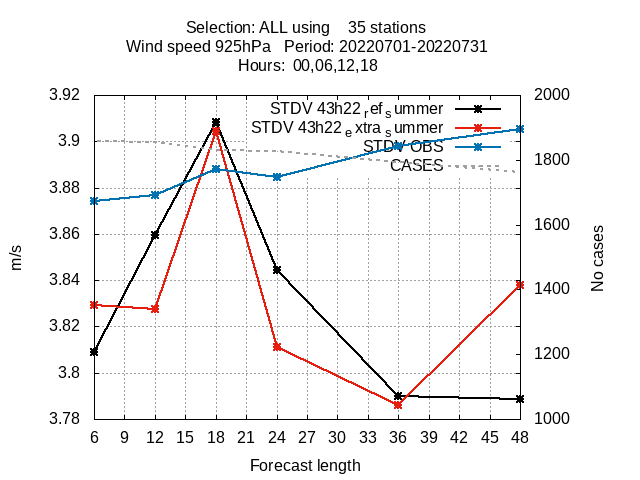 Selection: ALL using 35 stations
Wind speed 925hPa Period: 20220701-20220731
Hours: 00,06,12,18
STDV 43h22refsummer
STDV 43h22extrasummer
STDV OBS
CASES
3.92
3.9
3.88
3.86
3.84
3.82
3.8
3.78
m/s
2000
1800
1600
1400
1200
1000
No cases
6 9 12 15 18 21 24 27 30 33 36 39 42 45 48
Forecast length